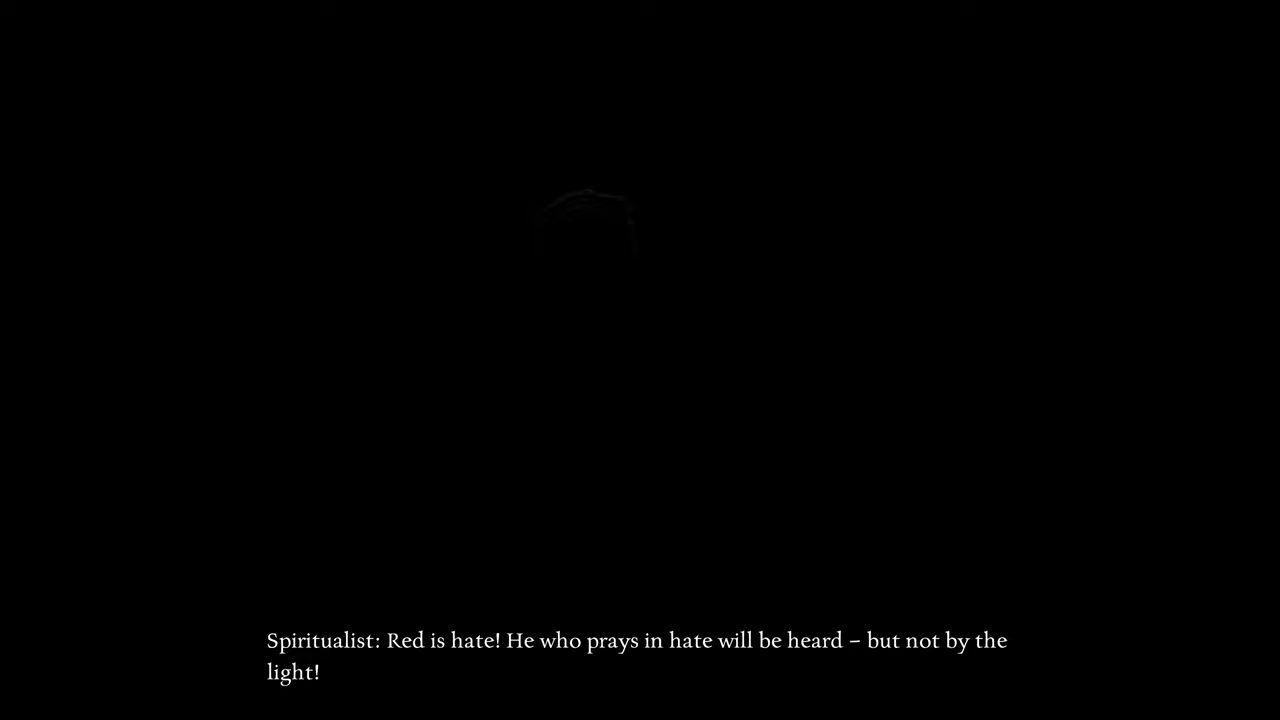 Spiritualist: Red is hate! He who prays in hate will be heard – but not by the
light!